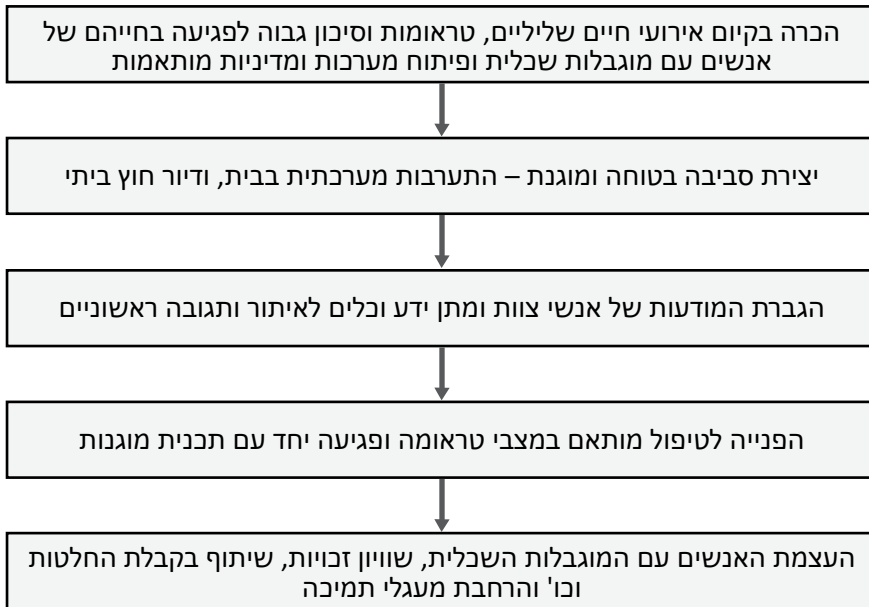 הכרה בקיום אירועי חיים שליליים, טראומות וסיכון גבוה לפגיעה בחייהם של
אנשים עם מוגבלות שכלית ופיתוח מערכות ומדיניות מותאמות
יצירת סביבה בטוחה ומוגנת – התערבות מערכתית בבית, ודיור חוץ ביתי
הגברת המודעות של אנשי צוות ומתן ידע וכלים לאיתור ותגובה ראשוניים
הפנייה לטיפול מותאם במצבי טראומה ופגיעה יחד עם תכנית מוגנות
העצמת האנשים עם המוגבלות השכלית, שוויון זכויות, שיתוף בקבלת החלטות
וכו' והרחבת מעגלי תמיכה